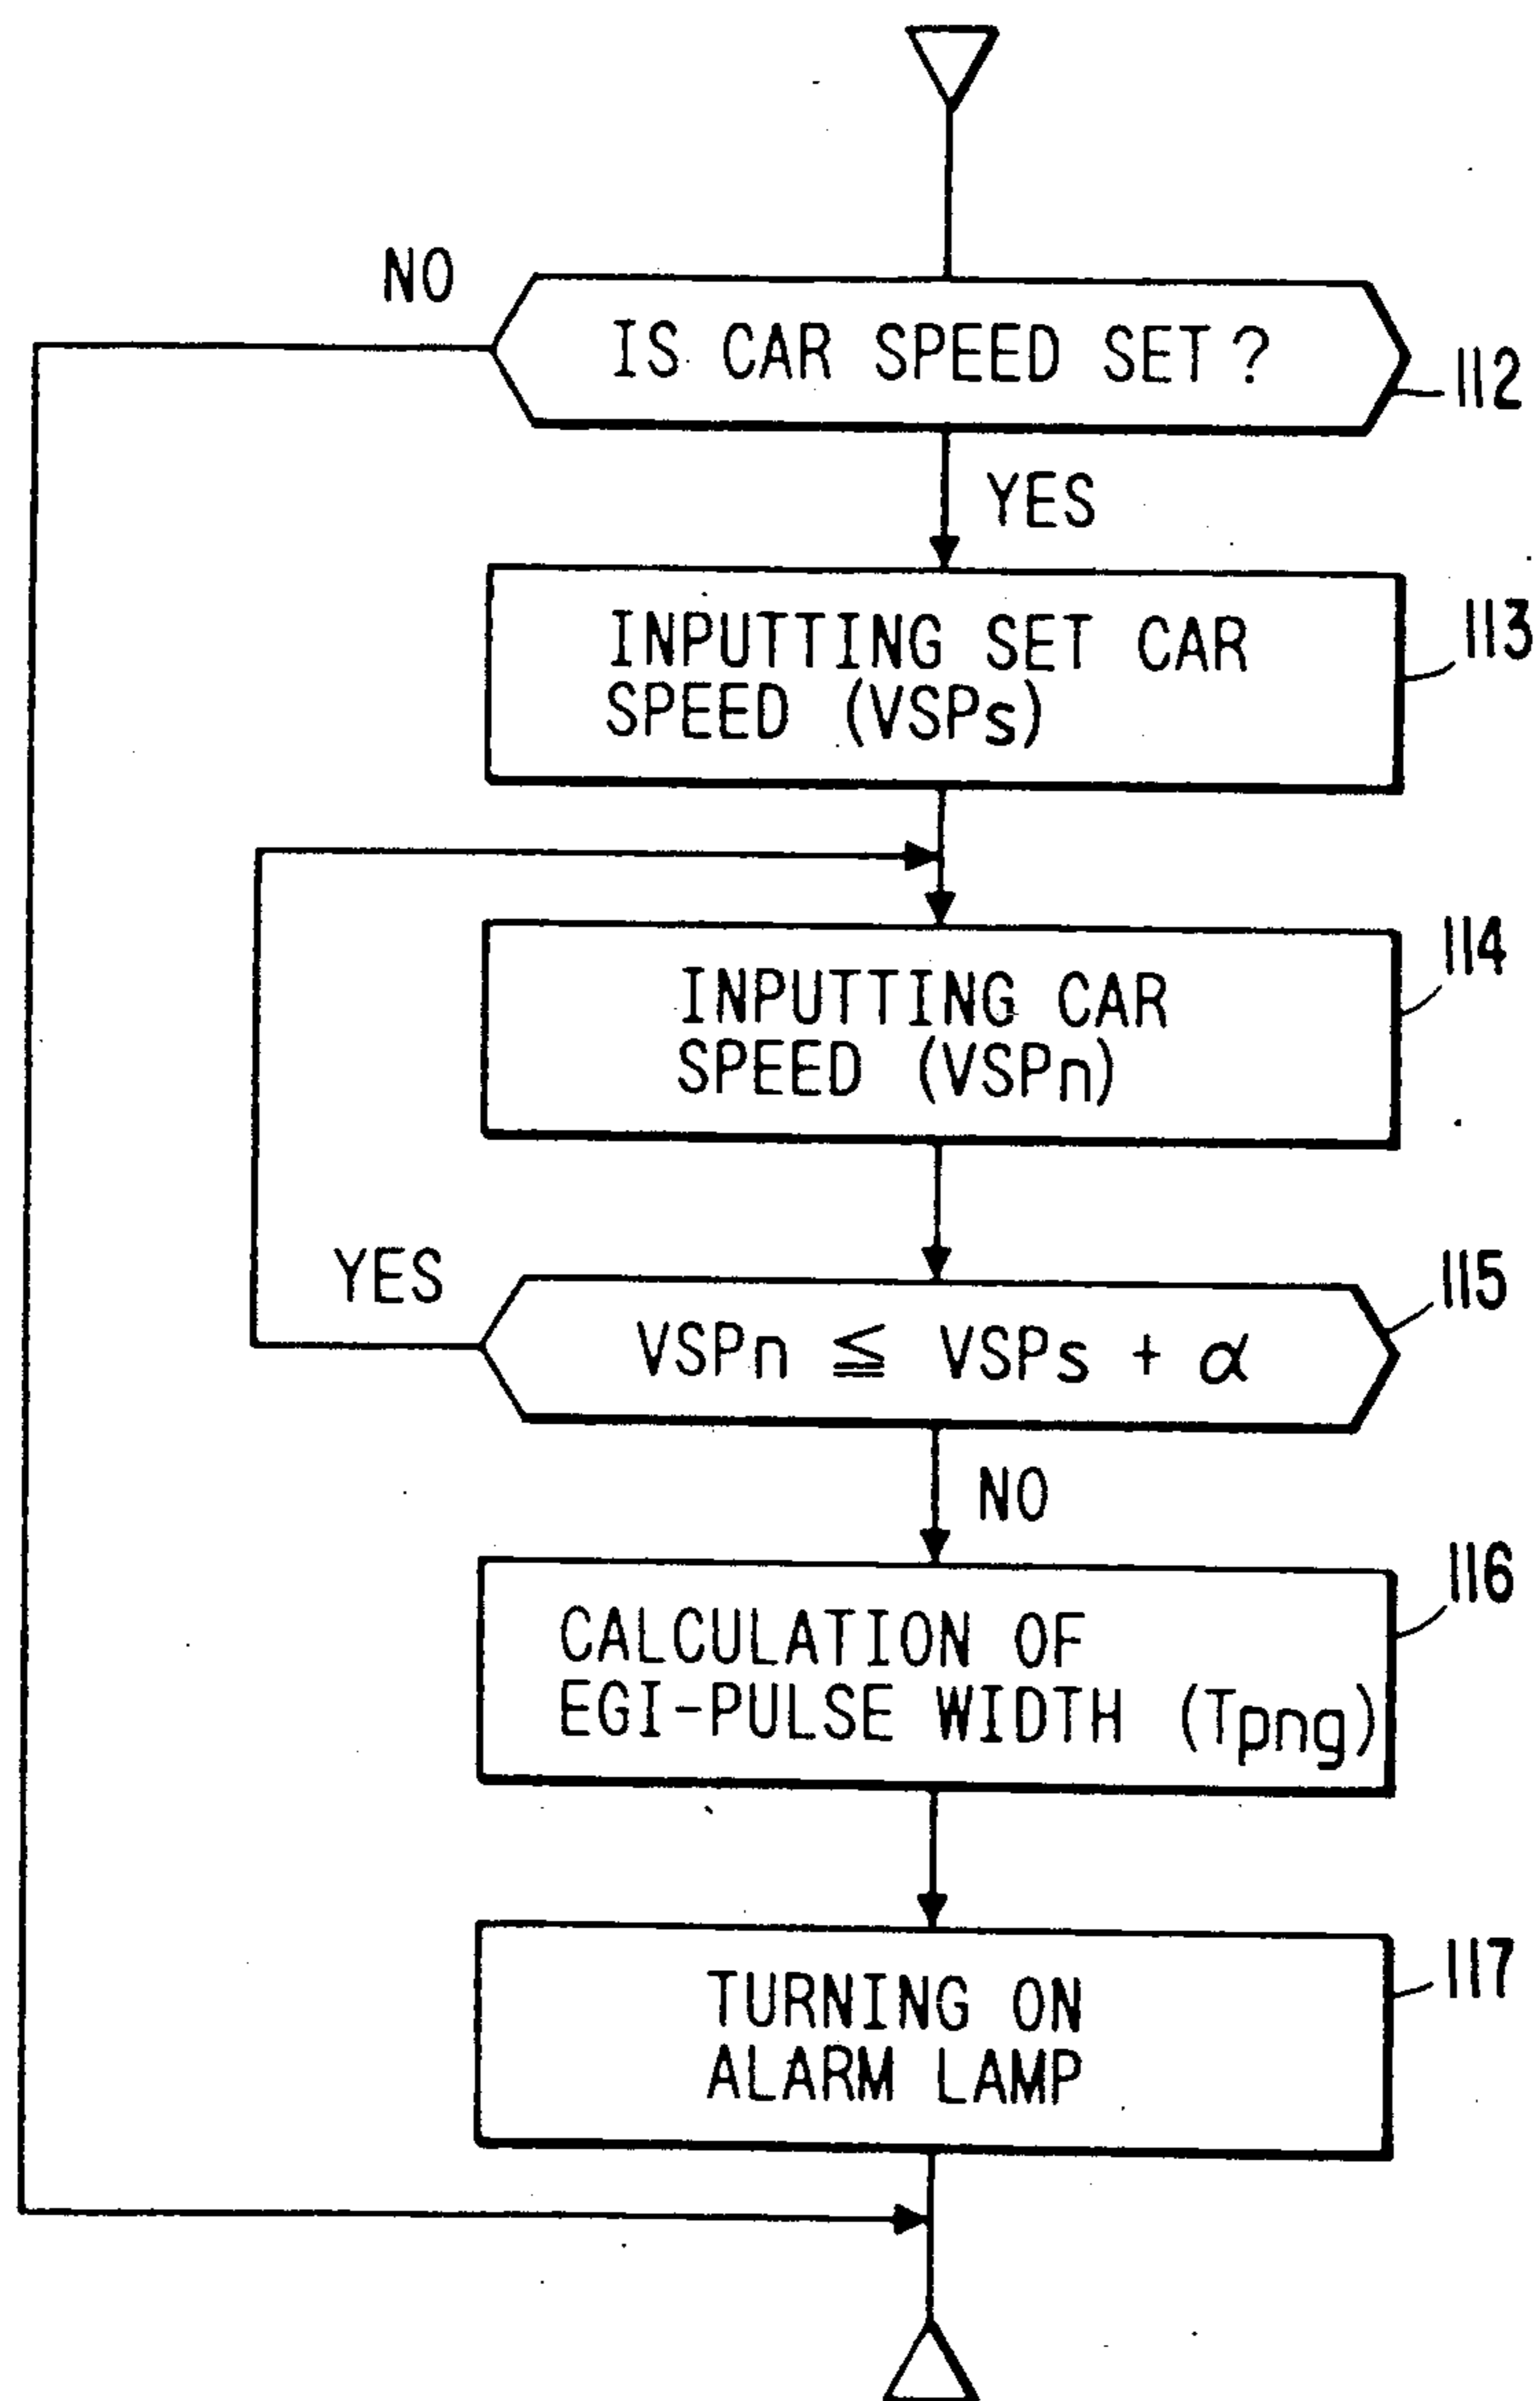 NO
IS CAR SPEED SET?
112
YES
INPUTTING SET CAR
SPEED (VSPs)
113
INPUTTING CAR
SPEED (VSPn)
114
YES
VSPn ≦ VSPs + α
115
NO
CALCULATION OF
EGI-PULSE WIDTH (Tpng)
116
TURNING ON
ALARM LAMP
117